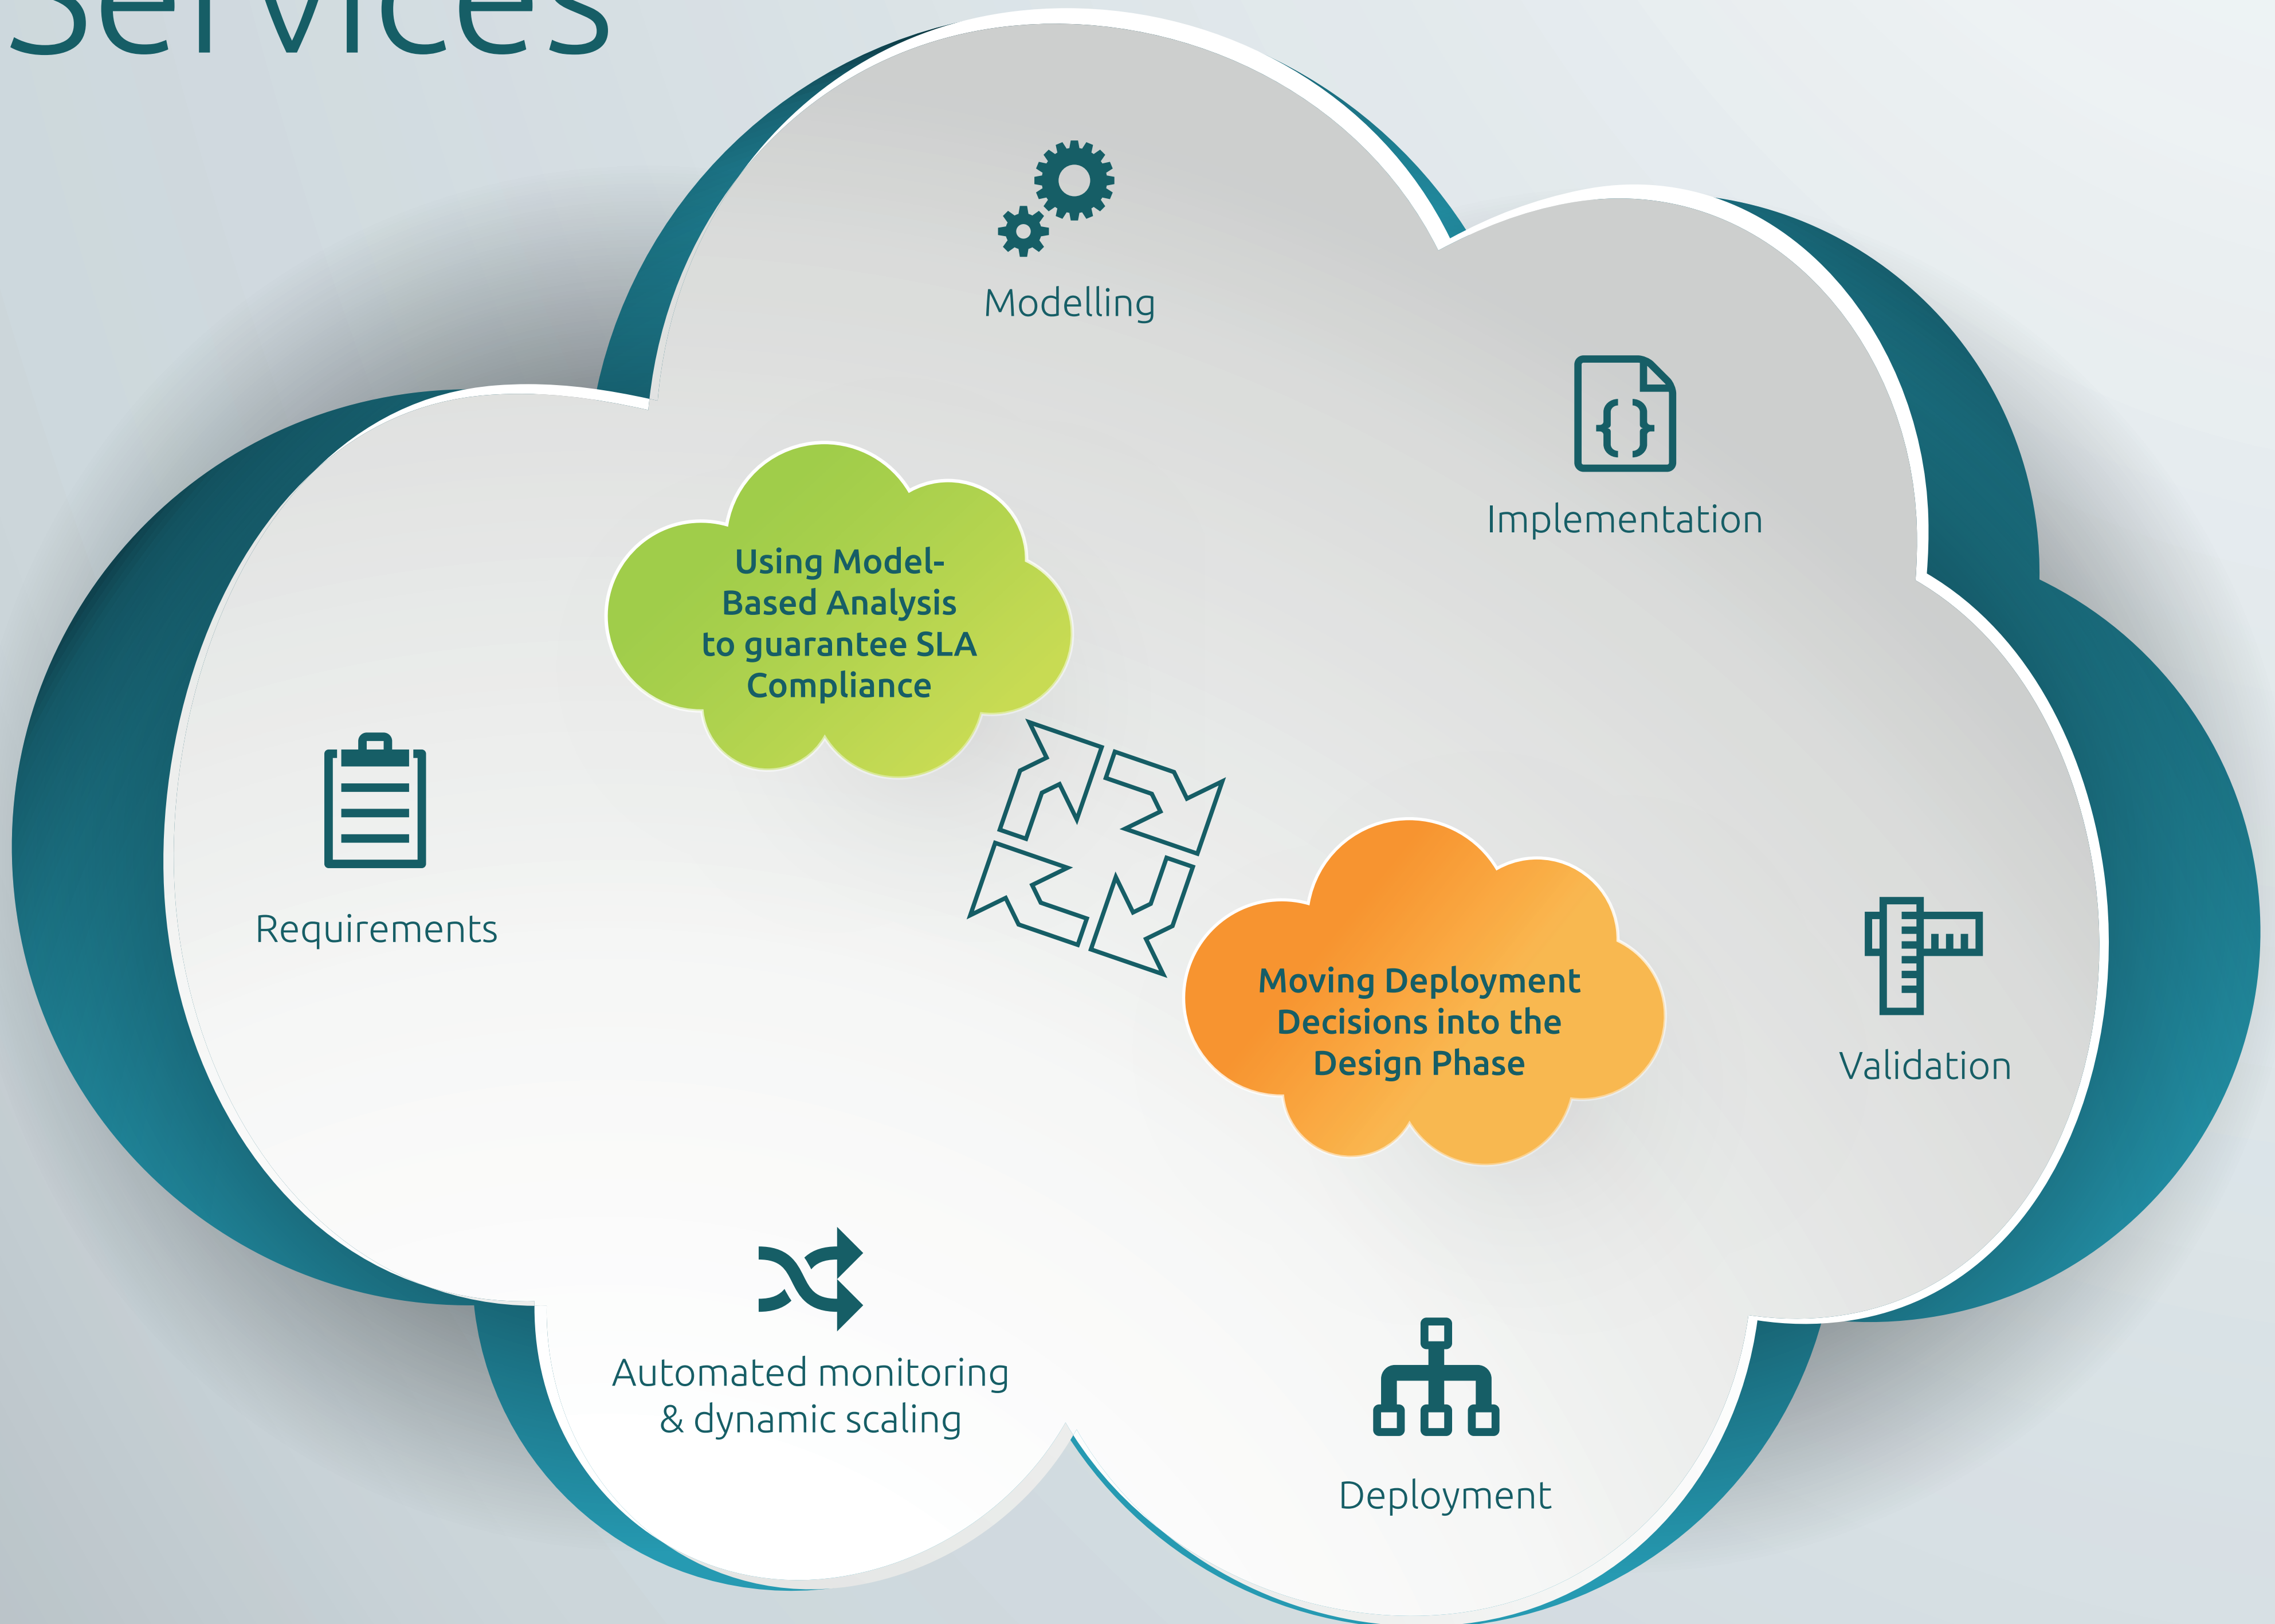 Services
Modelling
Implementation
Using Model-
Based Analysis
to guarantee SLA
Compliance
Requirements
Moving Deployment
Decisions into the
Design Phase
Validation
Automated monitoring
& dynamic scaling
Deployment